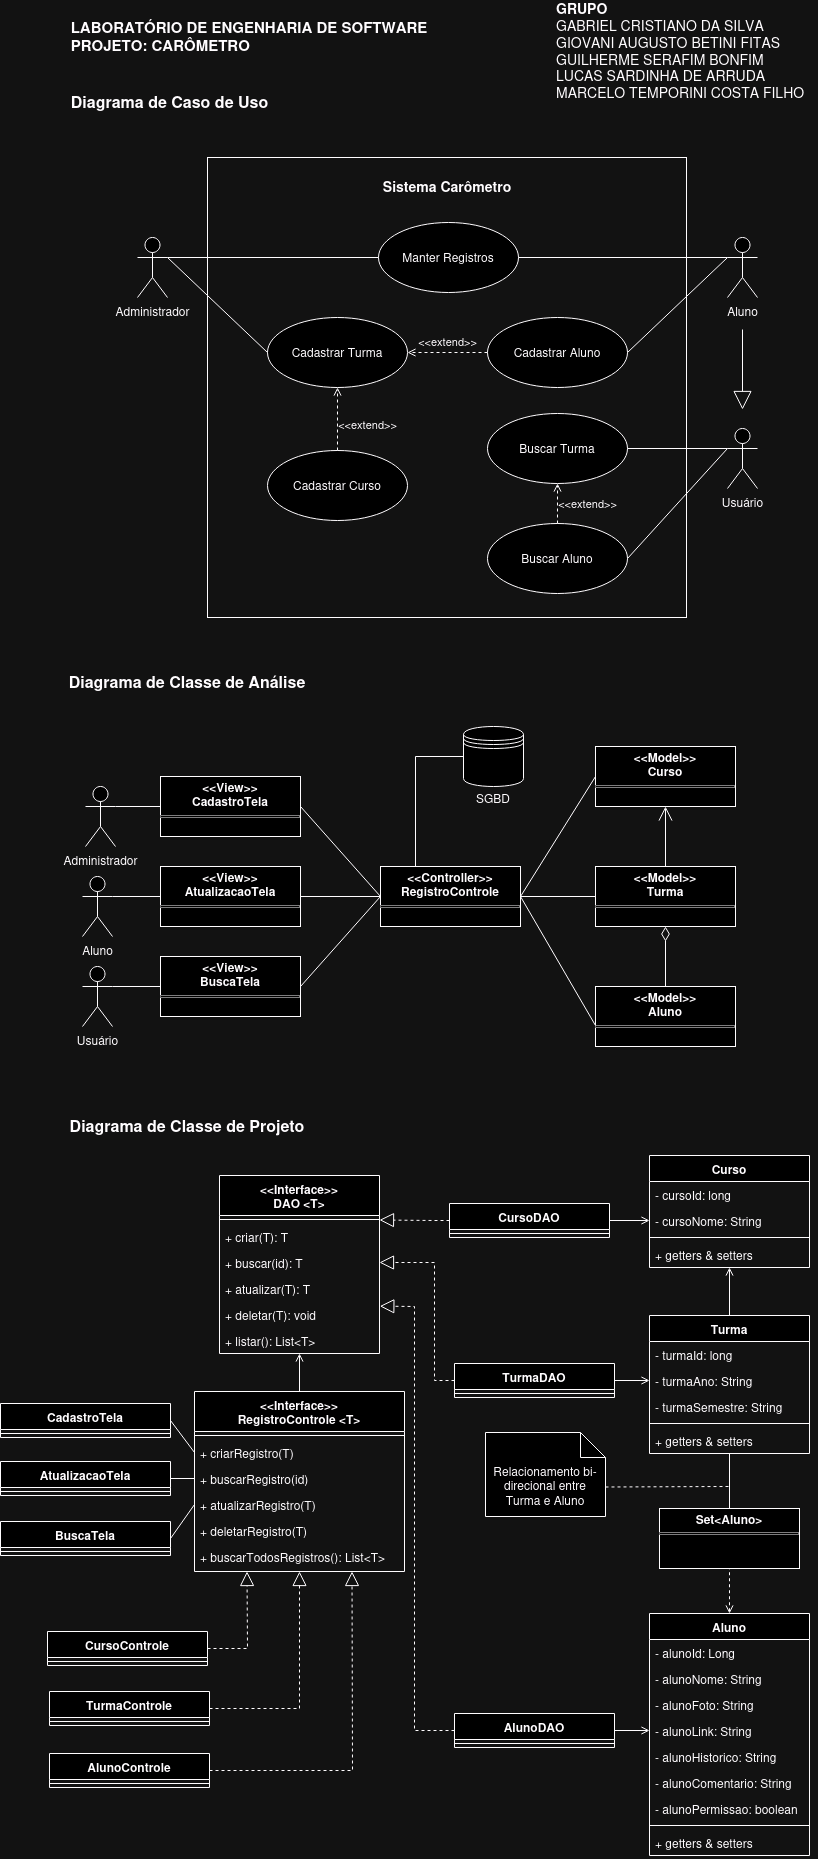 LABORATÓRIO DE ENGENHARIA DE SOFTWARE
PROJETO: CARÔMETRO
GRUPO
GABRIEL CRISTIANO DA SILVA
GIOVANI AUGUSTO BETINI FITAS
GUILHERME SERAFIM BONFIM
LUCAS SARDINHA DE ARRUDA
MARCELO TEMPORINI COSTA FILHO
Diagrama de Caso de Uso
Sistema Carômetro
Manter Registros
Administrador
Aluno
Cadastrar Turma
<<extend>>
Cadastrar Aluno
<<extend>>
Buscar Turma
Cadastrar Curso
<<extend>>
Usuário
Buscar Aluno
Diagrama de Classe de Análise
<<View>>
CadastroTela
SGBD
<<Model>>
Curso
Administrador
<<View>>
AtualizacaoTela
<<Controller>>
RegistroControle
<<Model>>
Turma
Aluno
<<View>>
BuscaTela
<<Model>>
Aluno
Usuário
Diagrama de Classe de Projeto
<<Interface>>
DAO <T>
+ criar(T): T
+ buscar(id): T
+ atualizar(T): T
+ deletar(T): void
+ listar(): List<T>
CursoDAO
Curso
- cursoId: long
- cursoNome: String
+ getters & setters
TurmaDAO
Turma
- turmaId: long
- turmaAno: String
- turmaSemestre: String
+ getters & setters
<<Interface>>
RegistroControle <T>
+ criarRegistro(T)
+ buscarRegistro(id)
+ atualizarRegistro(T)
+ deletarRegistro(T)
+ buscarTodosRegistros(): List<T>
CadastroTela
AtualizacaoTela
BuscaTela
Relacionamento bi-
direcional entre
Turma e Aluno
Set<Aluno>
CursoControle
TurmaControle
AlunoControle
AlunoDAO
Aluno
- alunoId: Long
- alunoNome: String
- alunoFoto: String
- alunoLink: String
- alunoHistorico: String
- alunoComentario: String
- alunoPermissao: boolean
+ getters & setters